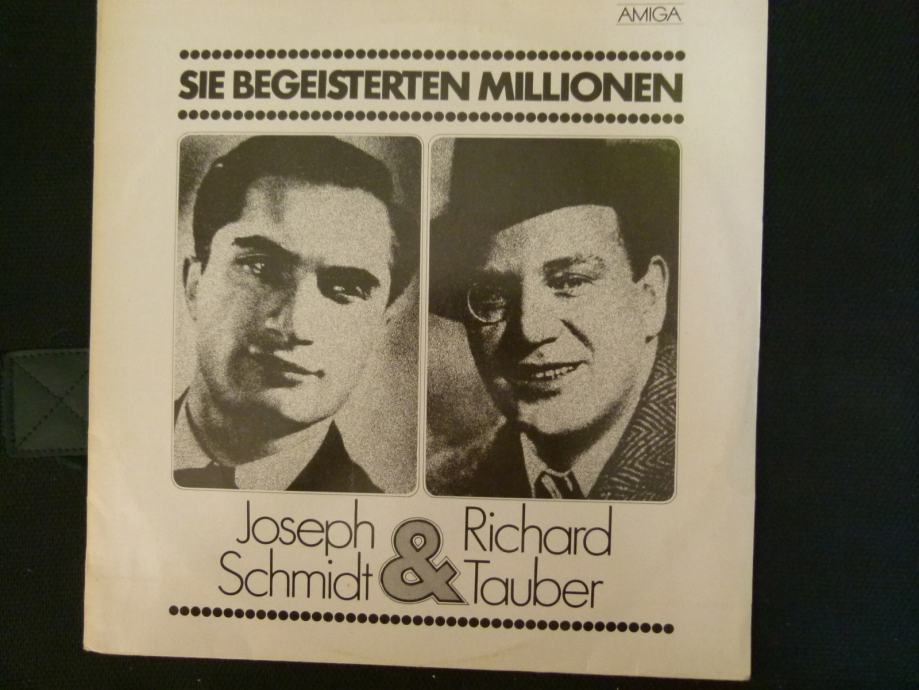 AMIGA
SIE BEGEISTERTEN MILLIONEN
Joseph Schmidt & Richard Tauber